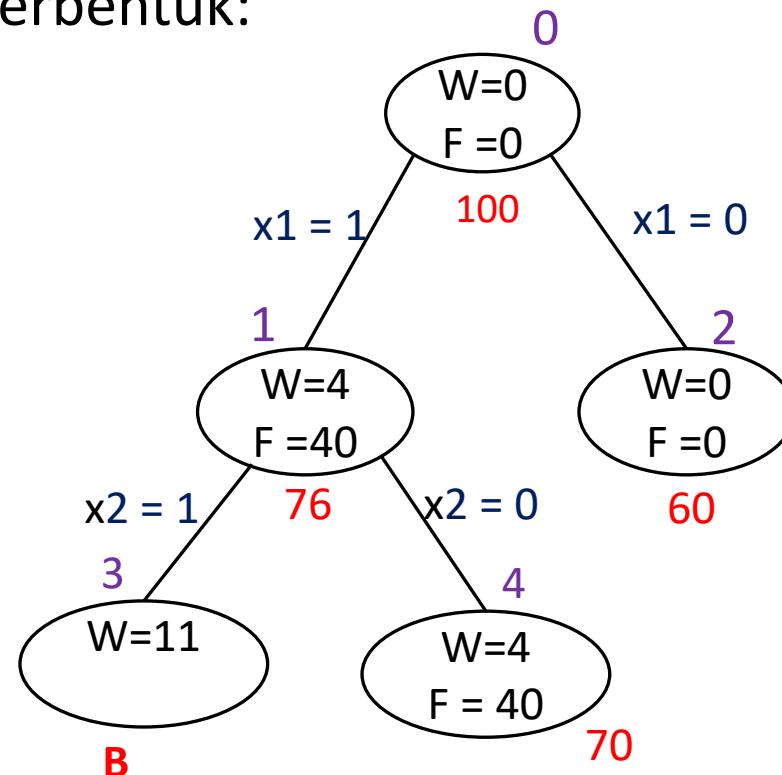 erbentuk:
0
W=0
F =0
100
x1 = 1
x1 = 0
1
2
W=4
F =40
76
W=0
F =0
60
x2 = 1
x2 = 0
3
4
W=11
B
W=4
F = 40
70